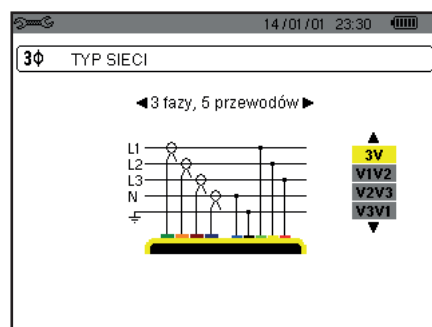 14/01/01 23:30
3Φ TYP SIECI
◄3 fazy, 5 przewodów►
L1
L2
L3
N
3V
V1V2
V2V3
V3V1